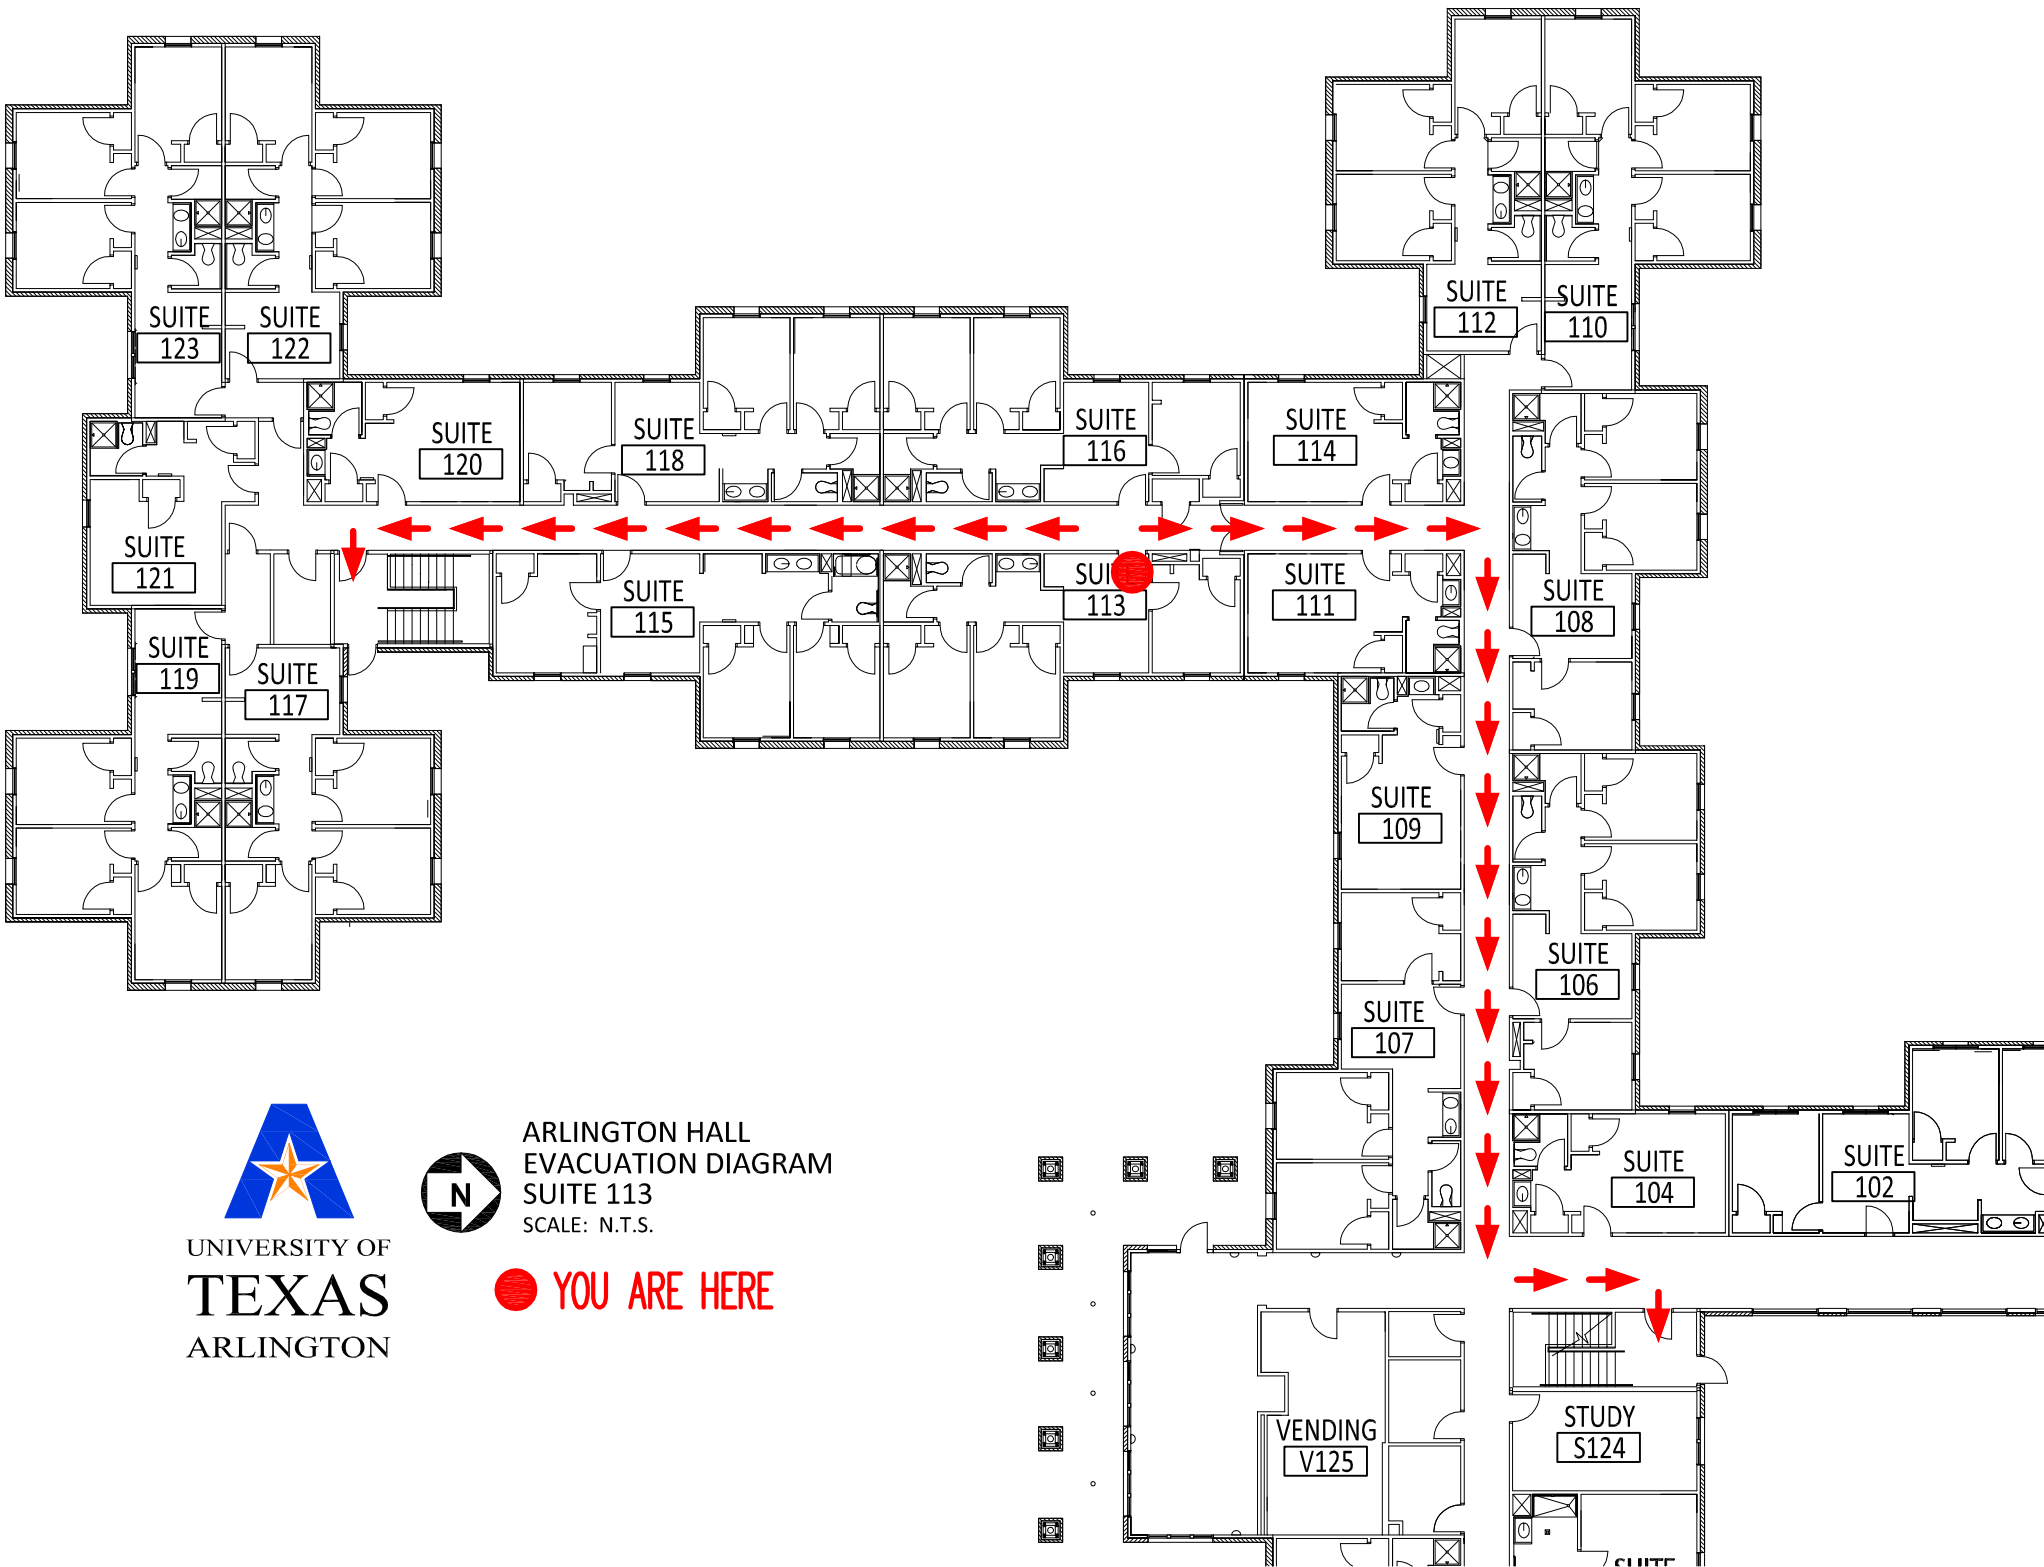 SUITE
112
SUITE
110
SUITE
123
SUITE
122
SUITE
120
SUITE
118
SUITE
116
SUITE
114
SUITE
121
SUITE
115
113
SUITE
111
SUITE
108
SUITE
119
SUITE
117
SUITE
109
SUITE
106
SUITE
107
SUITE
104
SUITE
102
UNIVERSITY OF
TEXAS
ARLINGTON
N
ARLINGTON HALL
EVACUATION DIAGRAM
SUITE 113
SCALE: N.T.S.
YOU ARE HERE
VENDING
V125
STUDY
S124
SUITE